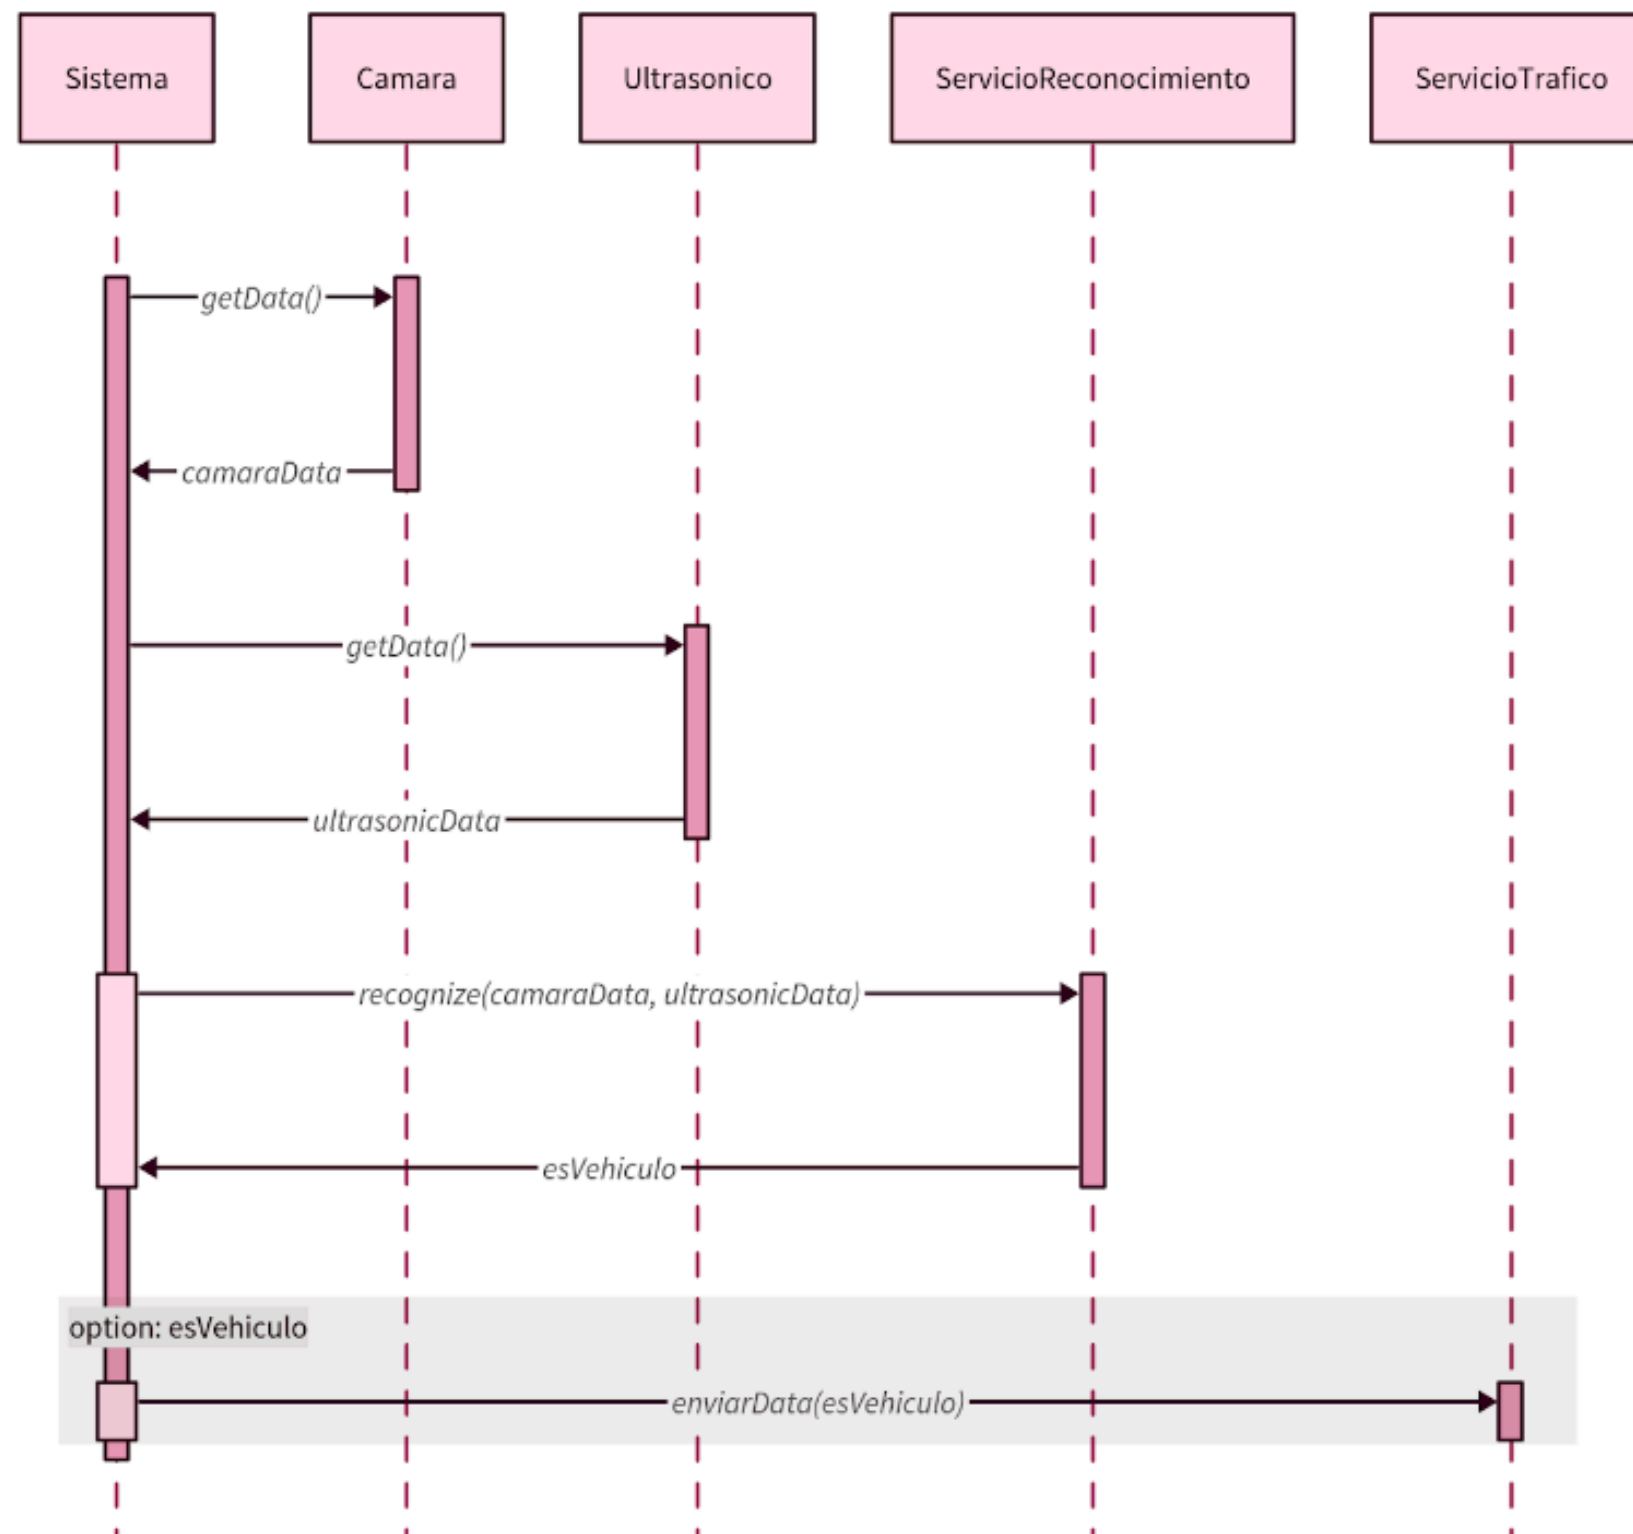 Sistema
Camara
Ultrasonico
ServicioReconocimiento
ServicioTrafico
getData()
camaraData
getData()
ultrasonicData
recognize(camaraData, ultrasonicData)
esVehiculo
option: esVehiculo
enviarData(esVehiculo)